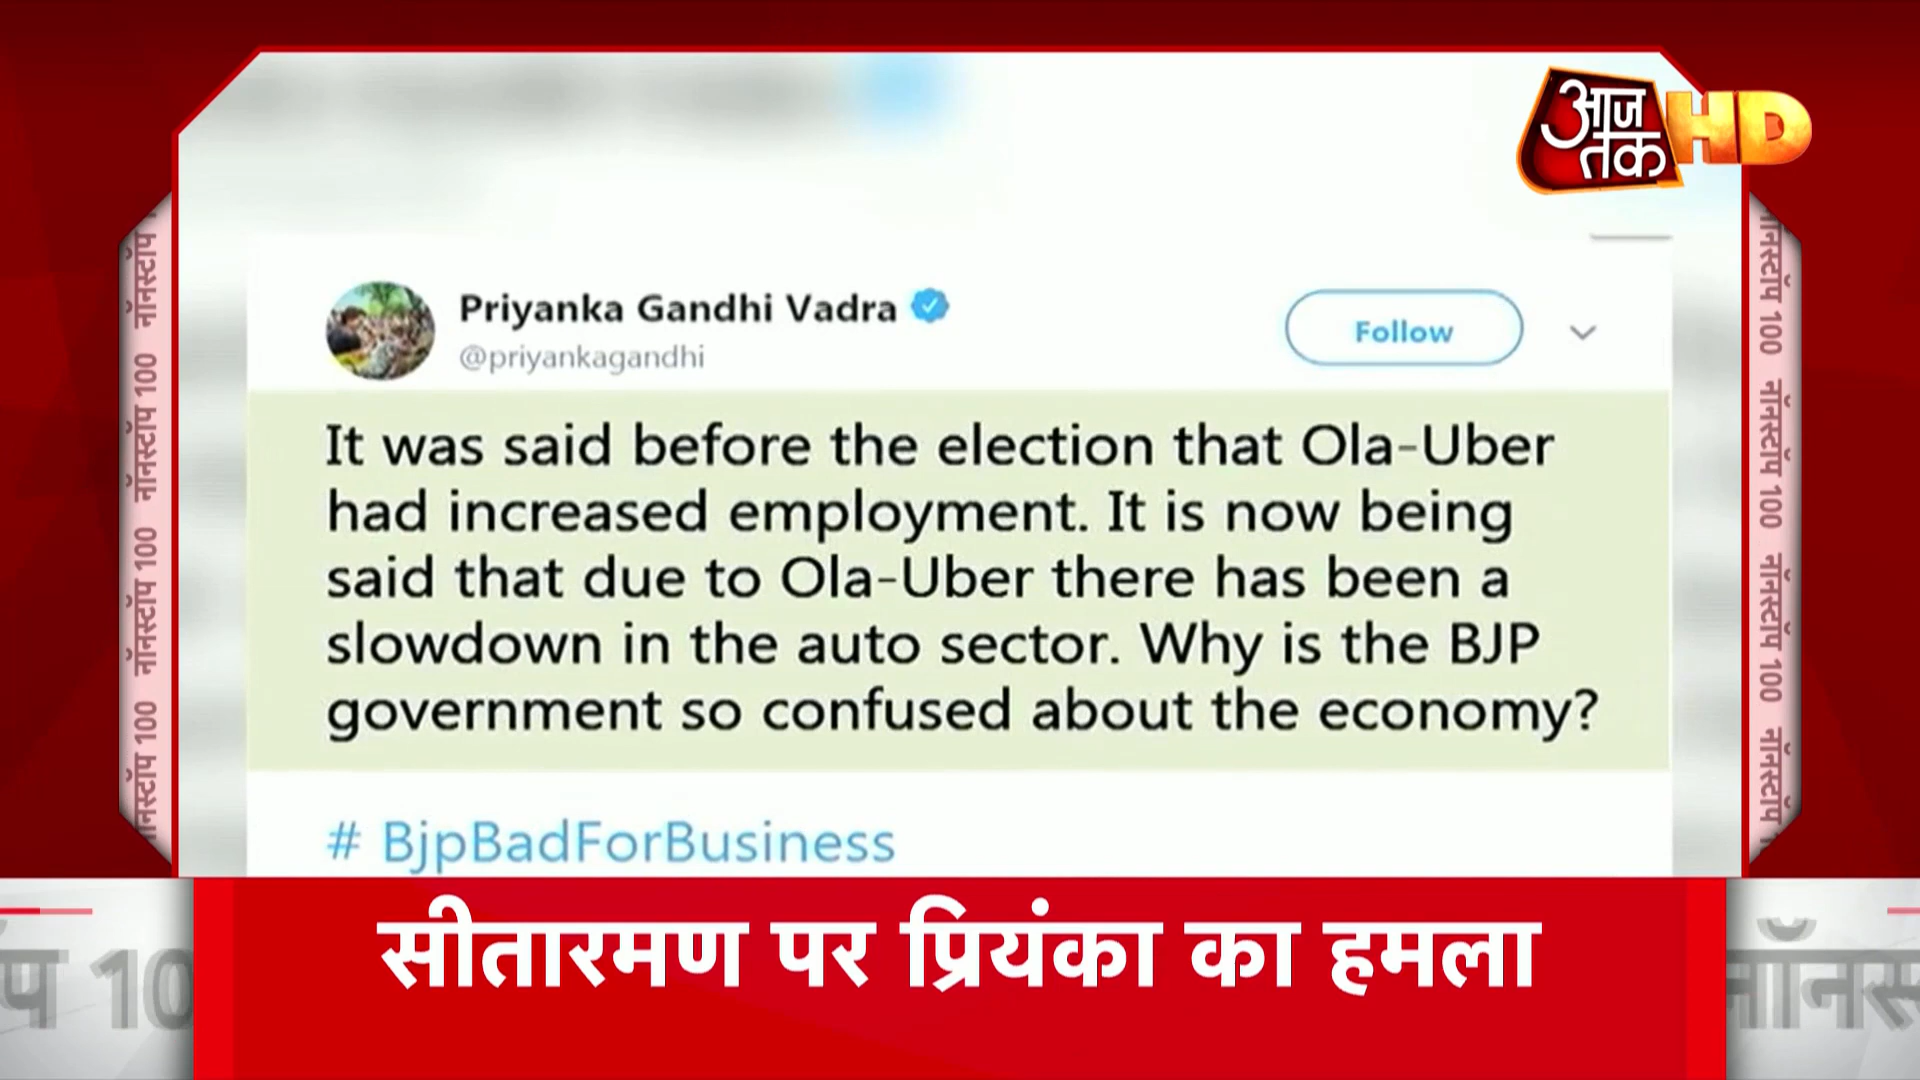 आज
तक
HD
Priyanka Gandhi Vadra
@priyankagandhi
Follow
It was said before the election that Ola-Uber
had increased employment. It is now being
said that due to Ola-Uber there has been a
slowdown in the auto sector. Why is the BJP
government so confused about the economy?
# BjpBadForBusiness
सीतारमण पर प्रियंका का हमला
नॉनस्टॉप 100 नॉनस्टॉप 100 नॉनस्टॉप 100 नॉनस्टॉप
नॉनस्टॉप 100 नॉनस्टॉप 100 नॉनस्टॉप 100 नॉनस्टॉप